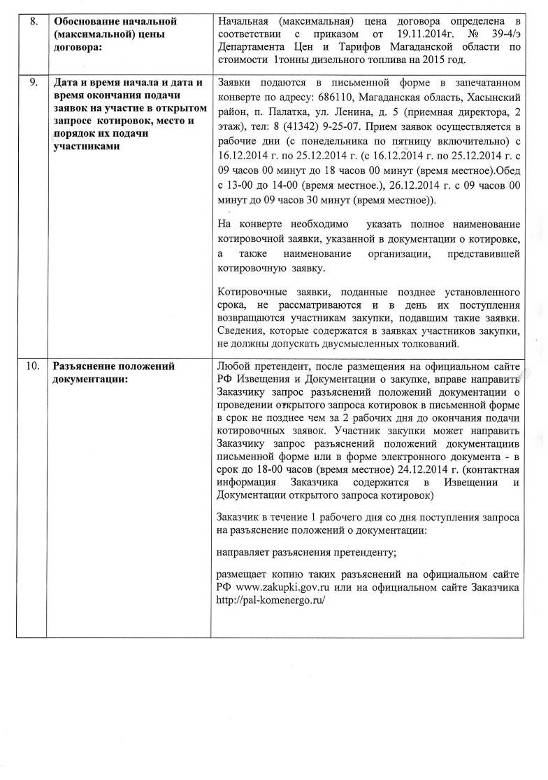 8.
Обоснование начальной
(максимальной) цены
договора:
Начальная (максимальная) цена договора определена в
соответствии с приказом от 19.11.2014г. № 39-4/э
Департамента Цен и Тарифов Магаданской области по
стоимости 1тонны дизельного топлива на 2015 год.
9.
Дата и время начала и дата и
время окончания подачи
заявок на участие в открытом
запросе котировок, место и
порядок их подачи
участниками
Заявки подаются в письменной форме в запечатанном
конверте по адресу: 686110, Магаданская область, Хасынский
район, п. Палатка, ул. Ленина, д. 5 (приемная директора, 2
этаж), тел: 8 (41342) 9-25-07. Прием заявок осуществляется в
рабочие дни (с понедельника по пятницу включительно) с
16.12.2014 г. по 25.12.2014 г. (с 16.12.2014 г. по 25.12.2014 г. с
09 часов 00 минут до 18 часов 00 минут (время местное).Обед
с 13-00 до 14-00 (время местное.), 26.12.2014 г. с 09 часов 00
минут до 09 часов 30 минут (время местное)).
На конверте необходимо указать полное наименование
котировочной заявки, указанной в документации о котировке,
а также наименование организации, представившей
котировочную заявку.
Котировочные заявки, поданные позднее установленного
срока, не рассматриваются и в день их поступления
возвращаются участникам закупки, подавшим такие заявки.
Сведения, которые содержатся в заявках участников закупки,
не должны допускать двусмысленных толкований.
10.
Разъяснение положений
документации:
Любой претендент, после размещения на официальном сайте
РФ Извещения и Документации о закупке, вправе направить
Заказчику запрос разъяснений положений документации о
проведении открытого запроса котировок в письменной форме
в срок не позднее чем за 2 рабочих дня до окончания подачи
котировочных заявок. Участник закупки может направить
Заказчику запрос разъяснений положений документациив
письменной форме или в форме электронного документа - в
срок до 18-00 часов (время местное) 24.12.2014 г. (контактная
информация Заказчика содержится в Извещении и
Документации открытого запроса котировок)
Заказчик в течение 1 рабочего дня со дня поступления запроса
на разъяснение положений о документации:
направляет разъяснения претенденту;
размещает копию таких разъяснений на официальном сайте
РФ www.zakupki.gov.ru или на официальном сайте Заказчика
http://pal-komenergo.ru/